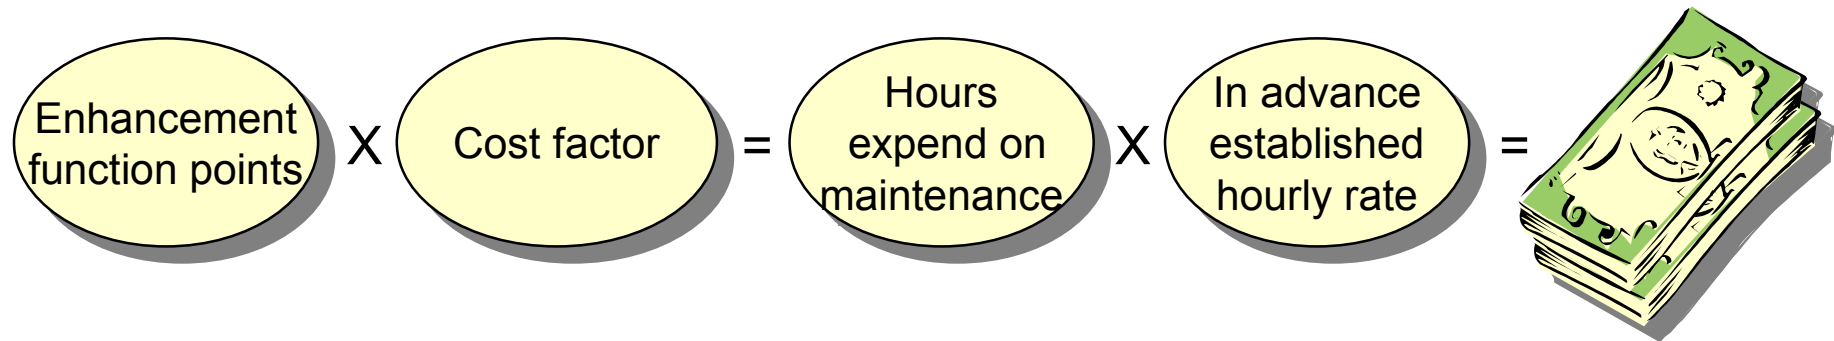 Enhancement
function points
X
Cost factor
=
Hours
expend on
maintenance
X
In advance
established
hourly rate
=